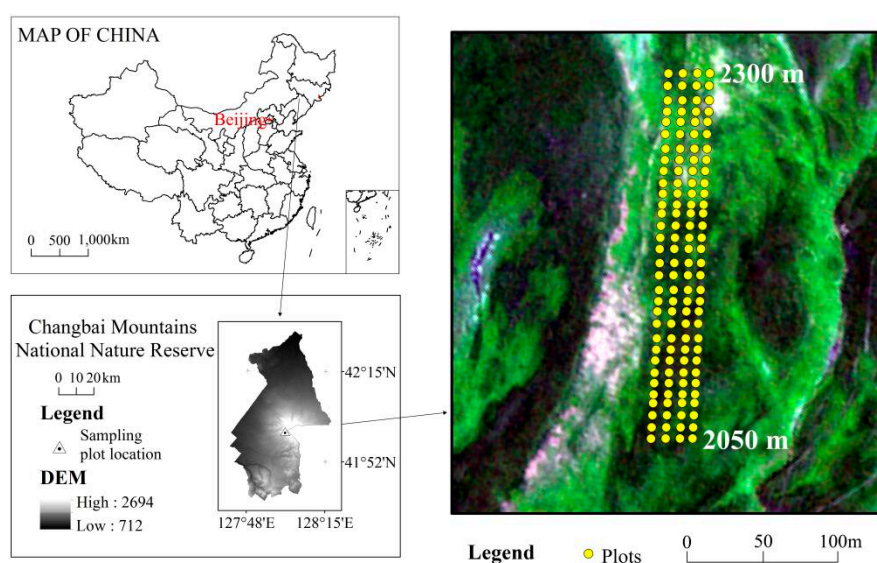 MAP OF CHINA
Beijing
0 500 1,000km
Changbai Mountains
National Nature Reserve
0 10 20km
Legend
Sampling
plot location
DEM
High : 2694
Low : 712
42°15'N
41°52'N
127°48'E 128°15'E
2300 m
2050 m
Legend
Plots
0 50 100m